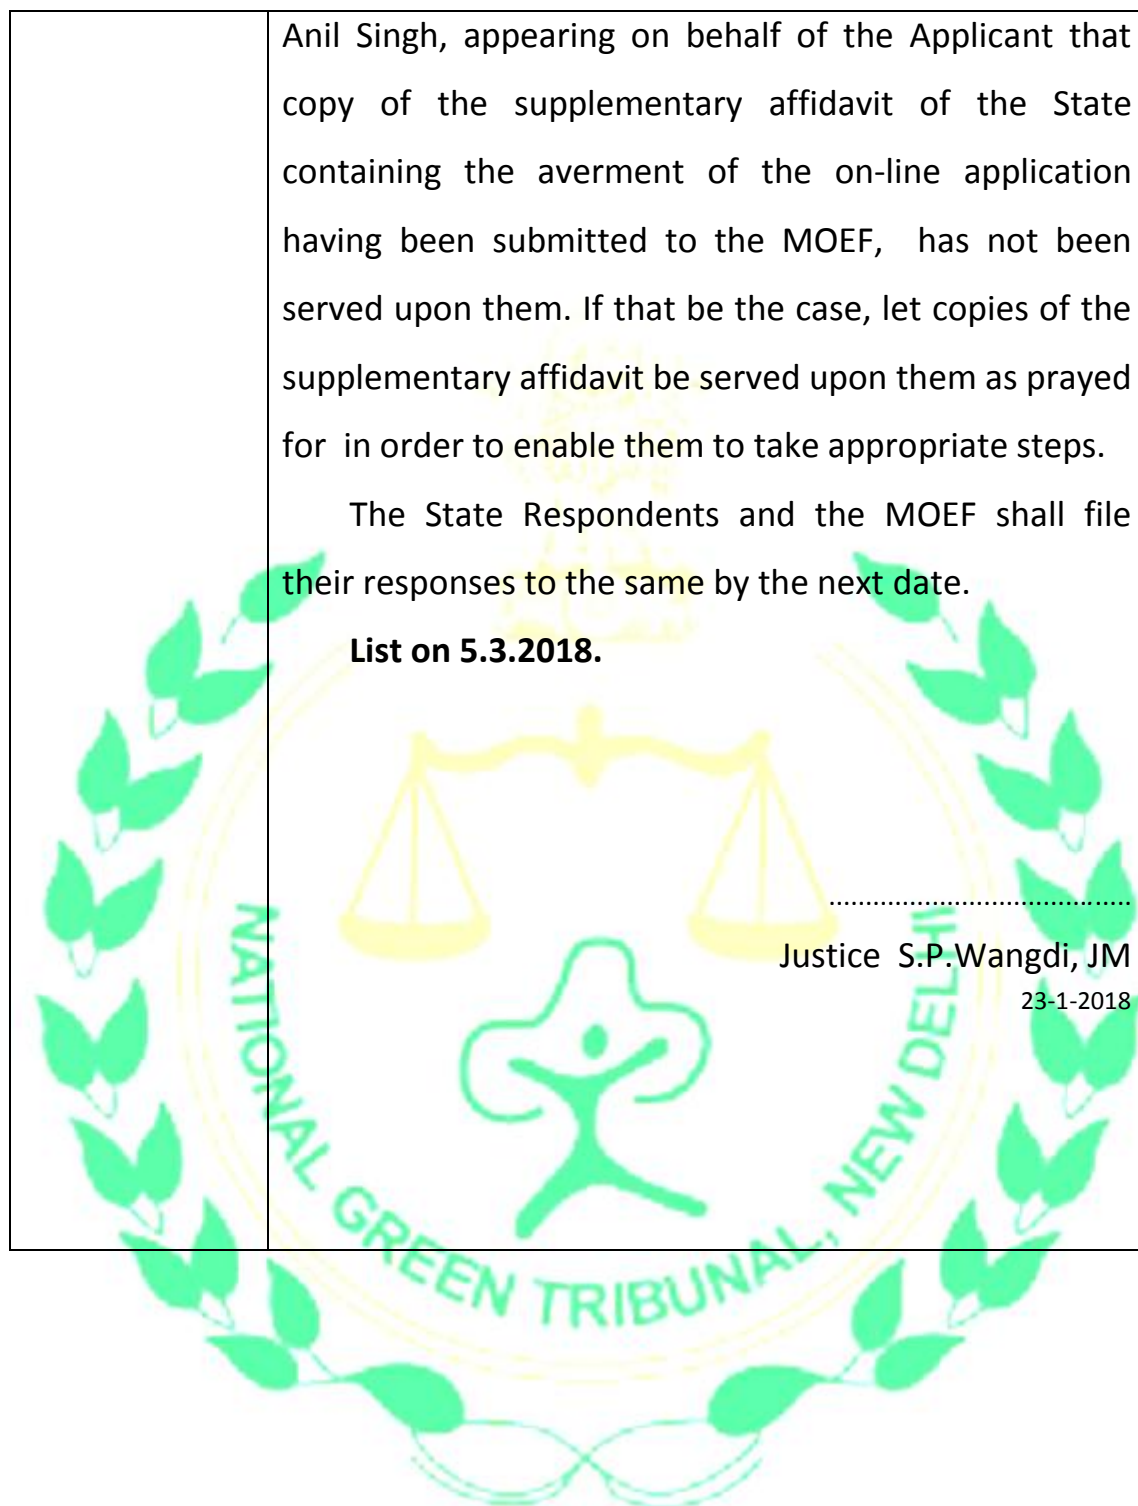 Anil Singh, appearing on behalf of the Applicant that
copy of the supplementary affidavit of the State
containing the averment of the on-line application
having been submitted to the MOEF, has not been
served upon them. If that be the case, let copies of the
supplementary affidavit be served upon them as prayed
for in order to enable them to take appropriate steps.
The State Respondents and the MOEF shall file
their responses to the same by the next date.
List on 5.3.2018.
..........................................
Justice S.P.Wangdi, JM
23-1-2018
NATIONAL GREEN TRIBUNAL, NEW DELHI